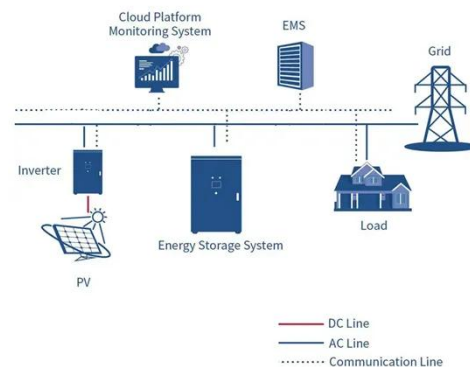 Cloud Platform
Monitoring System
EMS
Grid
Inverter
Energy Storage System
Load
PV
DC Line
AC Line
Communication Line